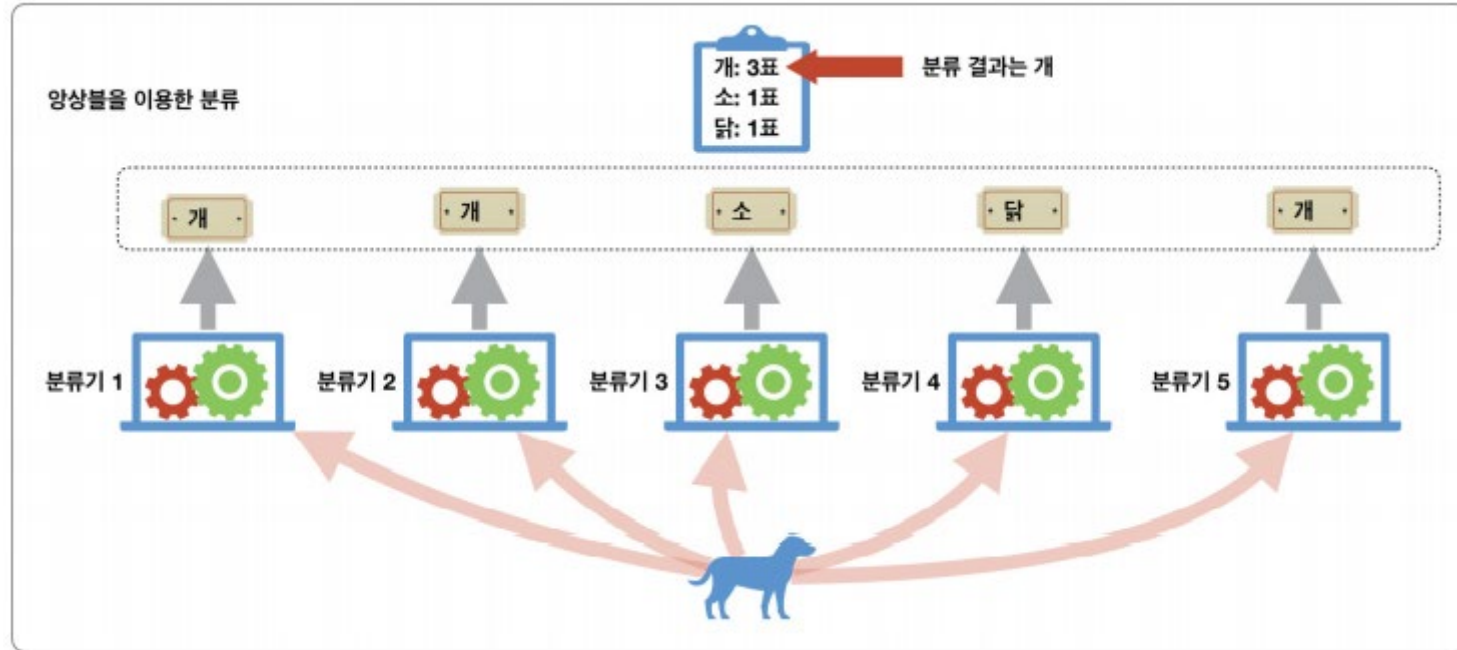 개: 3표
분류 결과는 개
소: 1표
닭: 1표
앙상블을 이용한 분류
개
개
소
닭
개
분류기 1
분류기 2
분류기 3
분류기 4
분류기 5